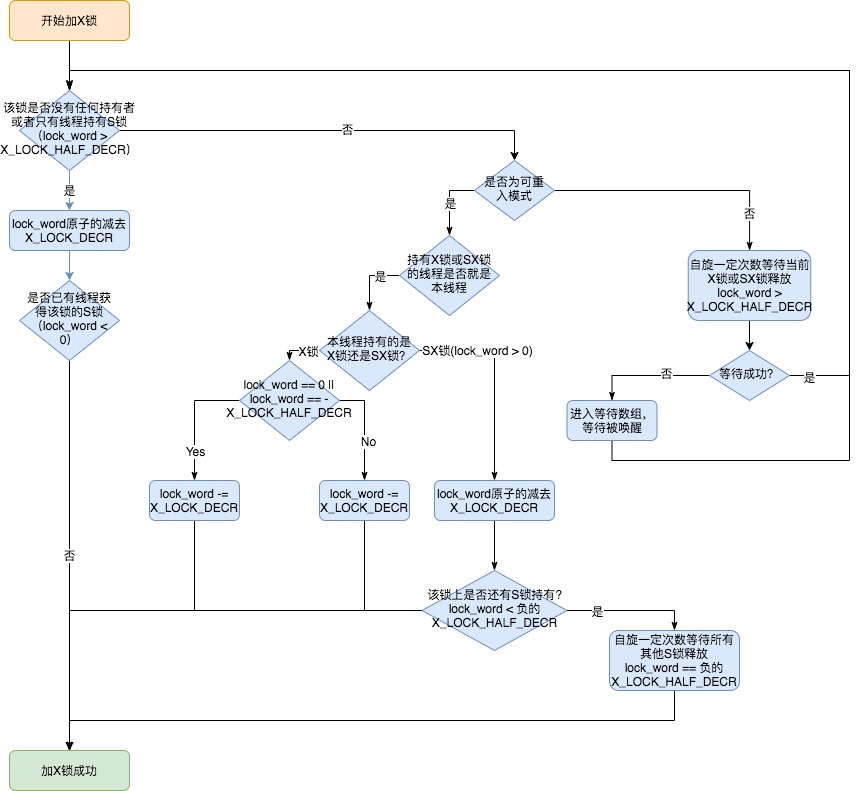 开始加X锁
该锁是否没有任何持有者
或者只有线程持有S锁
（lock_word >
X_LOCK_HALF_DECR）
否
是
是否为可重
入模式
是
否
lock_word原子的减去
X_LOCK_DECR
持有X锁或SX锁
的线程是否就是
本线程
自旋一定次数等待当前
X锁或SX锁释放
lock_word >
X_LOCK_HALF_DECR
是
是否已有线程获
得该锁的S锁
（lock_word <
0）
本线程持有的是
X锁还是SX锁?
X锁
SX锁(lock_word > 0)
等待成功?
否
是
lock_word == 0 ||
lock_word == -
X_LOCK_HALF_DECR
进入等待数组，
等待被唤醒
Yes
No
lock_word -=
X_LOCK_DECR
lock_word -=
X_LOCK_DECR
lock_word原子的减去
X_LOCK_DECR
否
该锁上是否还有S锁持有?
lock_word < 负的
X_LOCK_HALF_DECR
是
自旋一定次数等待所有
其他S锁释放
lock_word == 负的
X_LOCK_HALF_DECR
加X锁成功